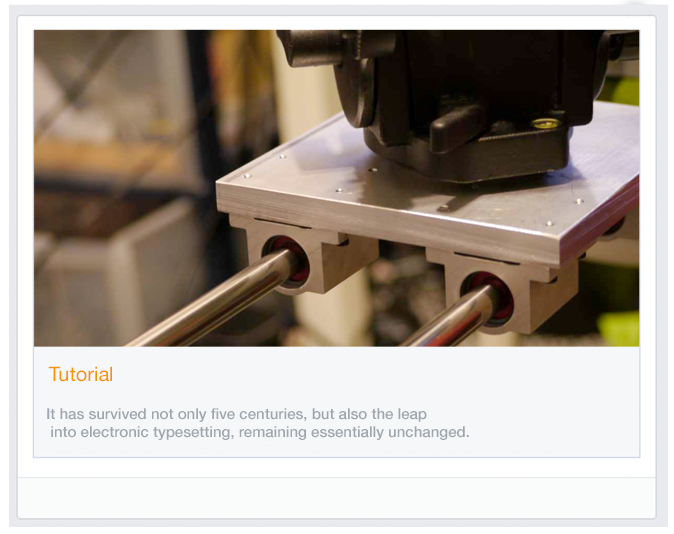 Tutorial
It has survived not only five centuries, but also the leap
into electronic typesetting, remaining essentially unchanged.